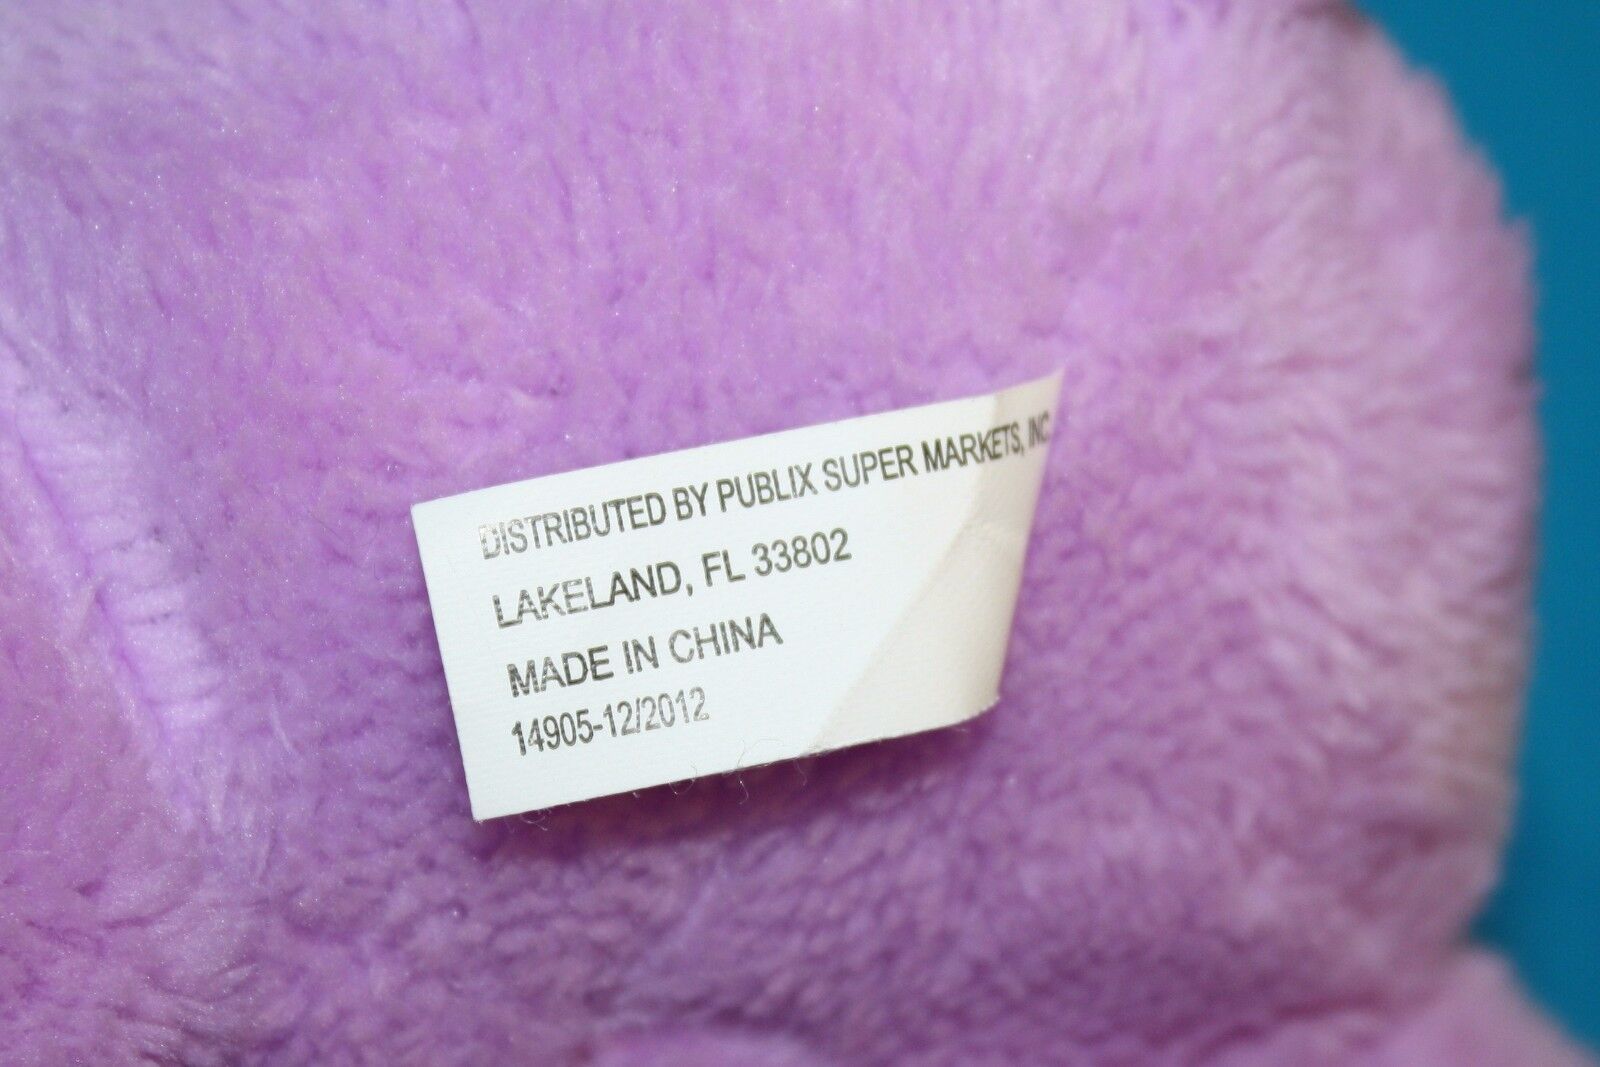 DISTRIBUTED BY PUBLIX SUPER MARKETS, INC.
LAKELAND, FL 33802
MADE IN CHINA
14905-12/2012